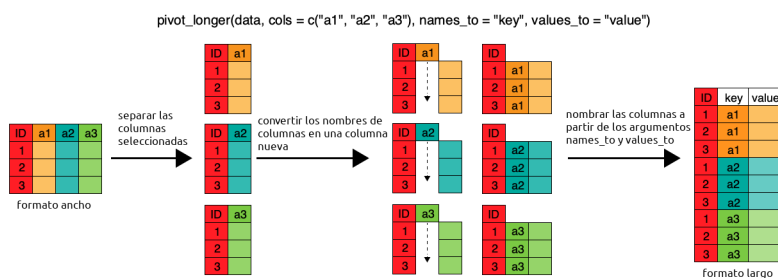 pivot_longer(data, cols = c("a1", "a2", "a3"), names_to = "key", values_to = "value")
ID a1 a2 a3
1
2
3
formato ancho
separar las
columnas
seleccionadas
ID a1
1
2
3
ID a2
1
2
3
ID a3
1
2
3
convertir los nombres de
columnas en una columna
nueva
ID a1
1
2
3
ID a2
1
2
3
ID a3
1
2
3
ID
1 a1
2 a1
3 a1
ID
1 a2
2 a2
3 a2
ID
1 a3
2 a3
3 a3
nombrar las columnas a
partir de los argumentos
names_to y values_to
ID key value
1 a1
2 a1
3 a1
1 a2
2 a2
3 a2
1 a3
2 a3
3 a3
formato largo